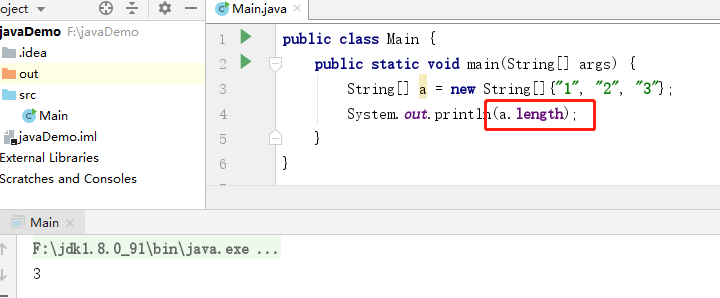 oject
Main.java
javaDemo F:\javaDemo
.idea
out
src
Main
javaDemo.iml
External Libraries
Scratches and Consoles
1 public class Main {
2 public static void main(String[] args) {
3 String[] a = new String[]{"1", "2", "3"};
4 System.out.println(a.length);
5 }
6 }
Main
F:\jdk1.8.0_91\bin\java.exe ...
3